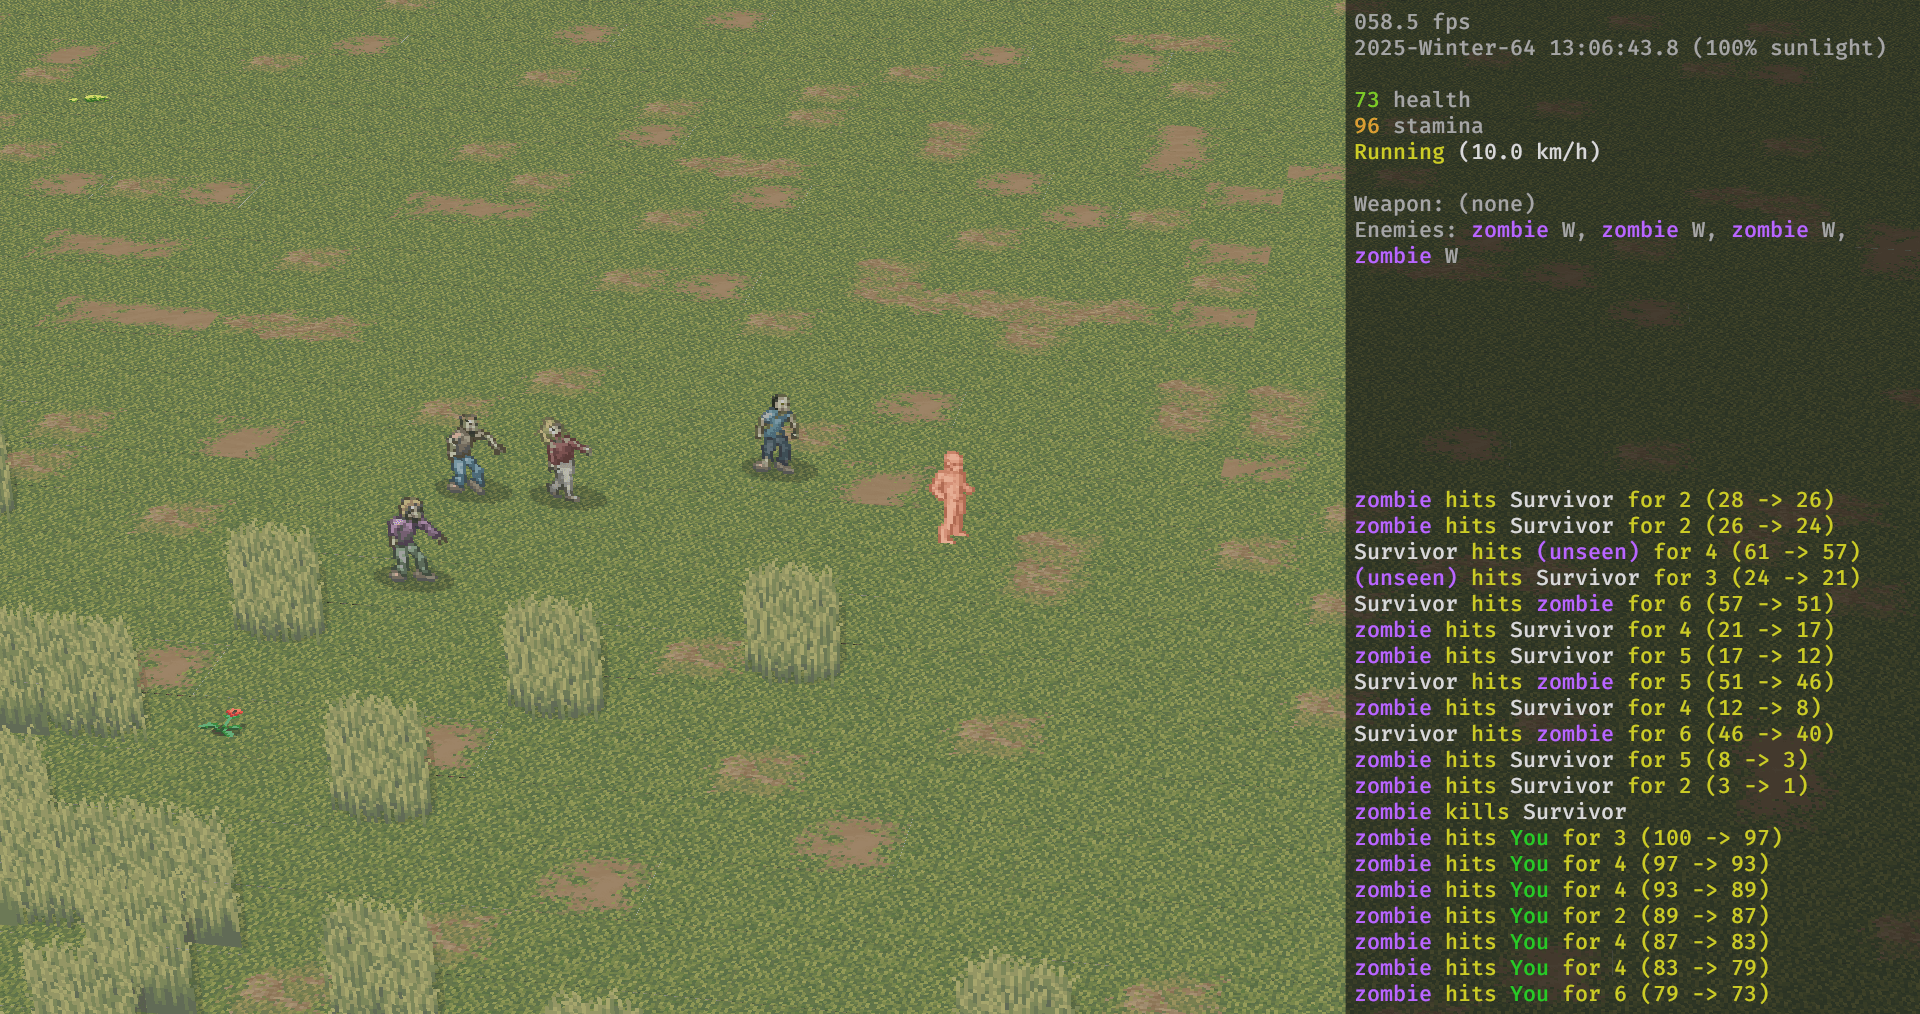 058.5 fps
2025-Winter-64 13:06:43.8 (100% sunlight)
73 health
96 stamina
Running (10.0 km/h)
Weapon: (none)
Enemies: zombie W, zombie W, zombie W,
zombie W
zombie hits Survivor for 2 (28 -> 26)
zombie hits Survivor for 2 (26 -> 24)
Survivor hits (unseen) for 4 (61 -> 57)
(unseen) hits Survivor for 3 (24 -> 21)
Survivor hits zombie for 6 (57 -> 51)
zombie hits Survivor for 4 (21 -> 17)
zombie hits Survivor for 5 (17 -> 12)
Survivor hits zombie for 5 (51 -> 46)
zombie hits Survivor for 4 (12 -> 8)
Survivor hits zombie for 6 (46 -> 40)
zombie hits Survivor for 5 (8 -> 3)
zombie hits Survivor for 2 (3 -> 1)
zombie kills Survivor
zombie hits You for 3 (100 -> 97)
zombie hits You for 4 (97 -> 93)
zombie hits You for 4 (93 -> 89)
zombie hits You for 2 (89 -> 87)
zombie hits You for 4 (87 -> 83)
zombie hits You for 4 (83 -> 79)
zombie hits You for 6 (79 -> 73)